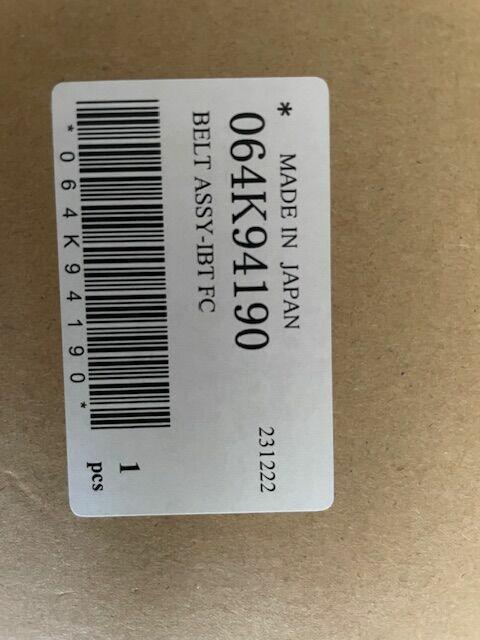 * MADE IN JAPAN 231222
064K94190
BELT ASSY-IBT FC
1
pcs
*064K94190*